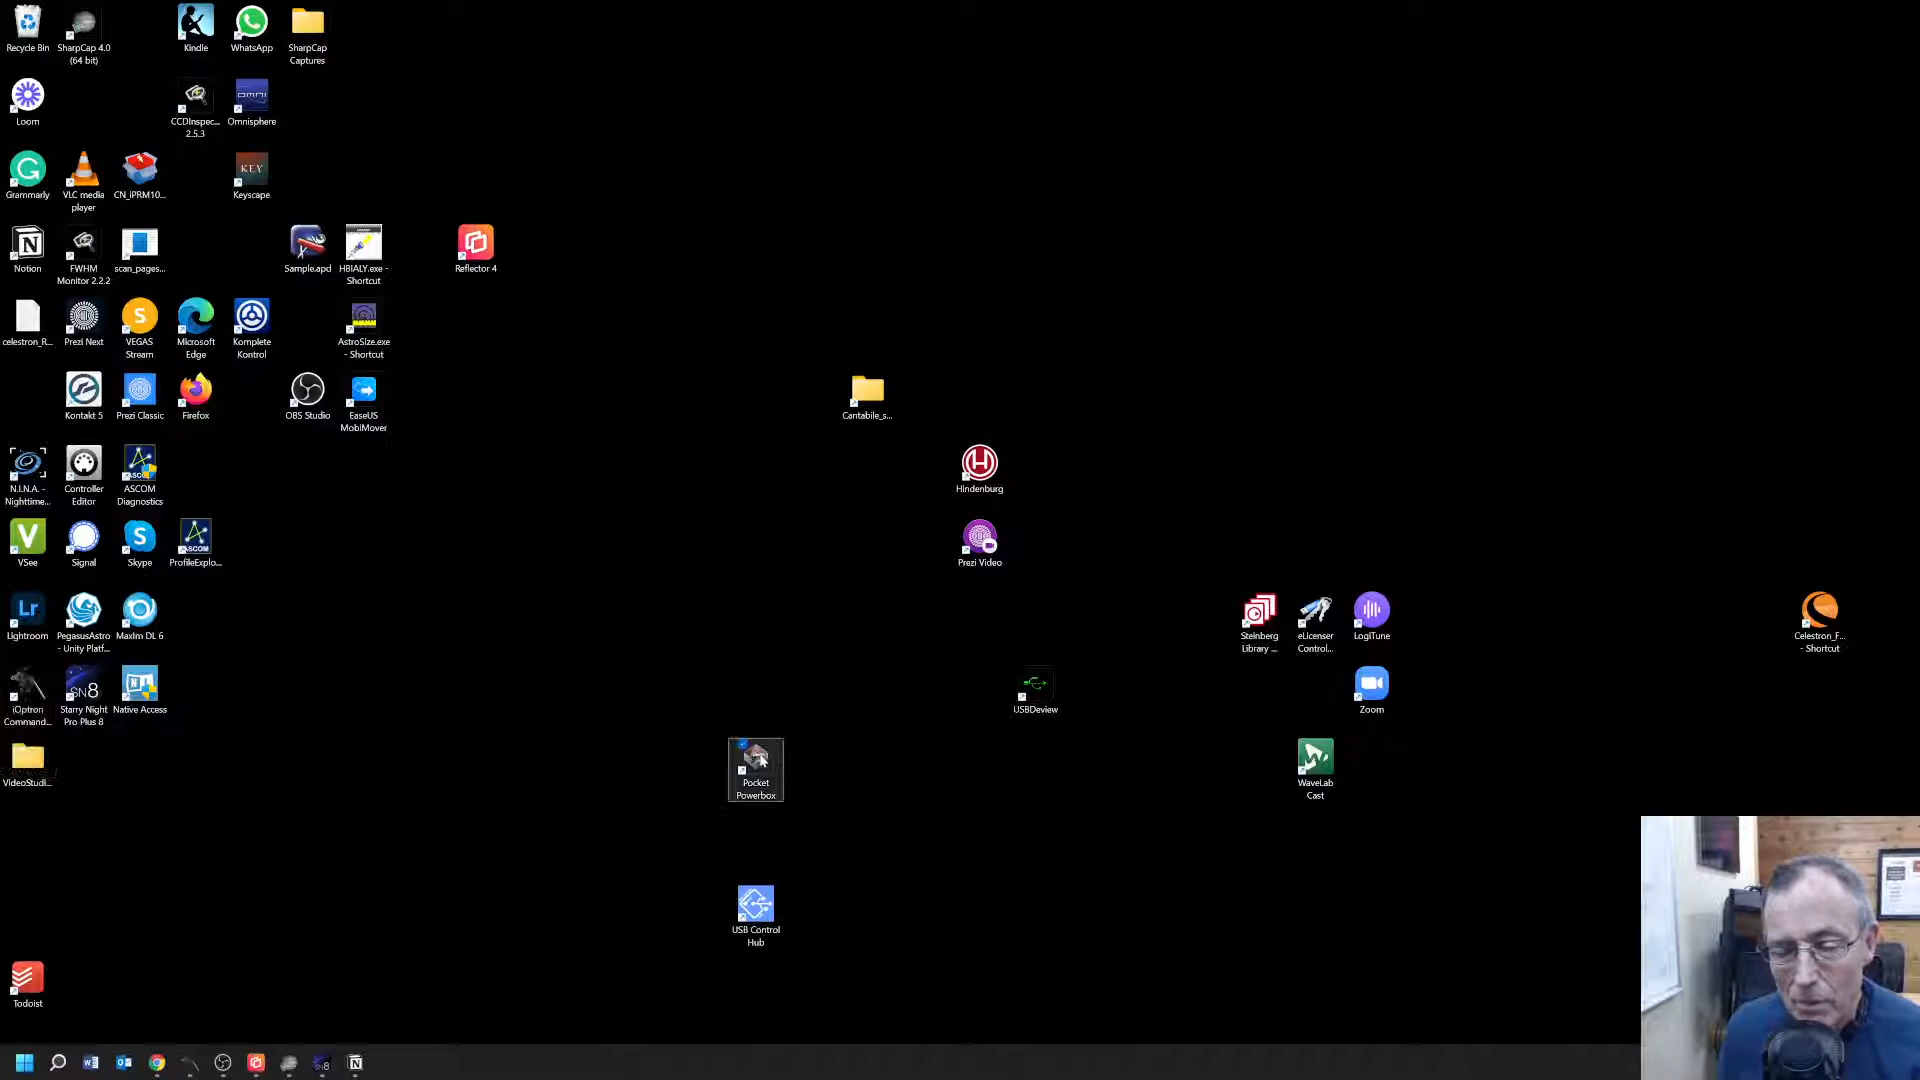 Recycle Bin
SharpCap 4.0
(64 bit)
Kindle
WhatsApp
SharpCap
Captures
Loom
CCDInspec...
2.5.3
OMNI
Omnisphere
Grammarly
VLC media
player
CN_iPRM10...
KEY
Keyscape
Notion
FWHM
Monitor 2.2.2
scan_pages...
Sample.apd
HBIALY.exe -
Shortcut
Reflector 4
celestron_R...
Prezi Next
S
VEGAS
Stream
Microsoft
Edge
Komplete
Kontrol
AstroSize.exe
- Shortcut
Kontakt 5
Prezi Classic
Firefox
OBS Studio
EaseUS
MobiMover
Cantabile_s...
N.I.N.A. -
Nighttime...
Controller
Editor
ASCOM
Diagnostics
Hindenburg
V
VSee
Signal
S
Skype
ASCOM
ProfileExplo...
Prezi Video
Lr
Lightroom
PegasusAstro
- Unity Platf...
MaxIm DL 6
Steinberg
Library ...
eLicenser
Control...
LogiTune
Celestron_F...
- Shortcut
iOptron
Command...
SN8
Starry Night
Pro Plus 8
Native Access
USBDeview
Zoom
VideoStudi...
Pocket
Powerbox
WaveLab
Cast
USB Control
Hub
Todoist